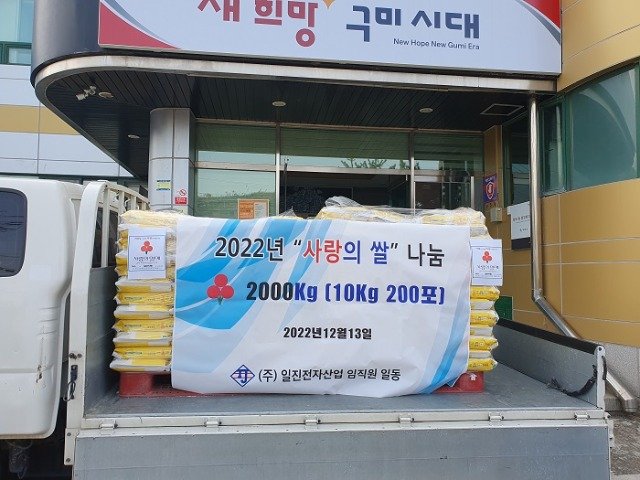 새 희망 구미 시대
New Hope New Gumi Era
2022년 “사랑의 쌀” 나눔
2000Kg (10Kg 200포)
2022년12월13일
(주) 일진전자산업 임직원 일동